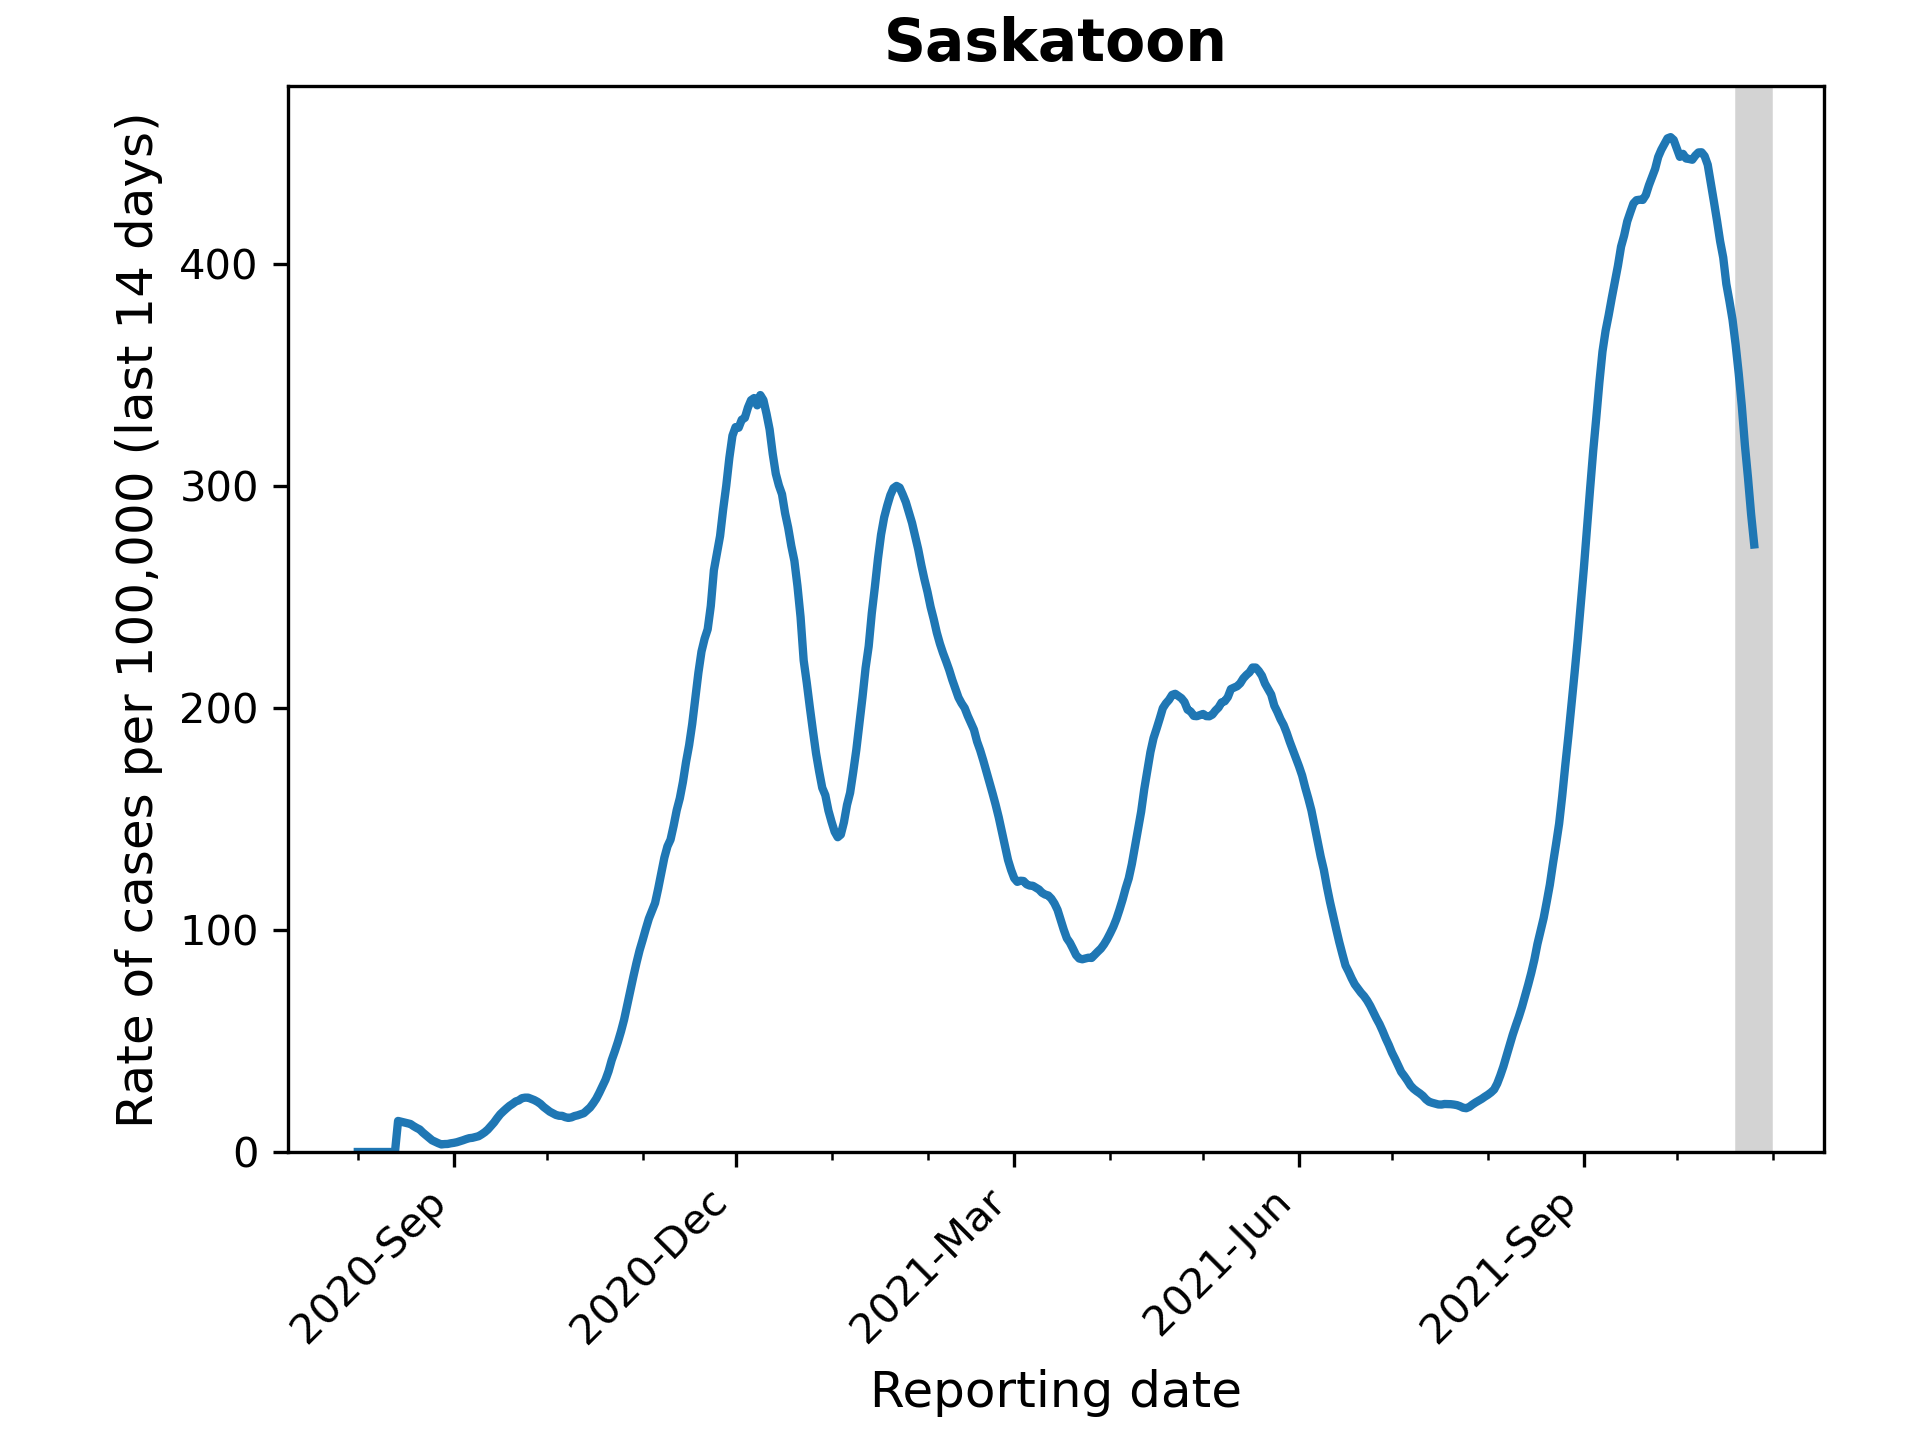 Saskatoon
Rate of cases per 100,000 (last 14 days)
400
300
200
100
0
2020-Sep
2020-Dec
2021-Mar
2021-Jun
2021-Sep
Reporting date